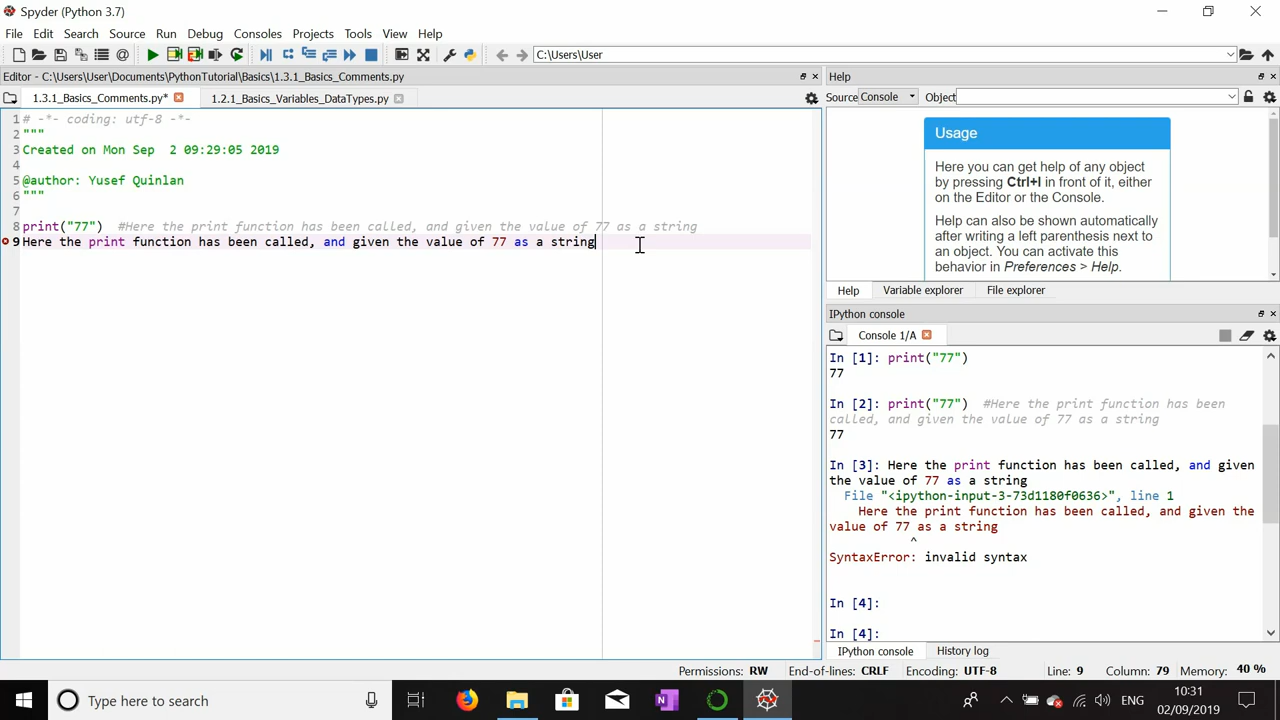 Spyder (Python 3.7)
File Edit Search Source Run Debug Consoles Projects Tools View Help
C:\Users\User
Editor - C:\Users\User\Documents\PythonTutorial\Basics\1.3.1_Basics_Comments.py
1.3.1_Basics_Comments.py*
1.2.1_Basics_Variables_DataTypes.py
1 # -*- coding: utf-8 -*-
2 """
3 Created on Mon Sep  2 09:29:05 2019
4
5 @author: Yusef Quinlan
6 """
7
8 print("77")  #Here the print function has been called, and given the value of 77 as a string
9 Here the print function has been called, and given the value of 77 as a string
Help
Source Console Object
Usage
Here you can get help of any object
by pressing Ctrl+I in front of it, either
on the Editor or the Console.
Help can also be shown automatically
after writing a left parenthesis next to
an object. You can activate this
behavior in Preferences > Help.
Help Variable explorer File explorer
IPython console
Console 1/A
In [1]: print("77")
77
In [2]: print("77")  #Here the print function has been
called, and given the value of 77 as a string
77
In [3]: Here the print function has been called, and given
the value of 77 as a string
File "<ipython-input-3-73d1180f0636>", line 1
Here the print function has been called, and given the
value of 77 as a string
^
SyntaxError: invalid syntax
In [4]:
In [4]:
IPython console History log
Permissions: RW End-of-lines: CRLF Encoding: UTF-8 Line: 9 Column: 79 Memory: 40 %
Type here to search
ENG
10:31
02/09/2019